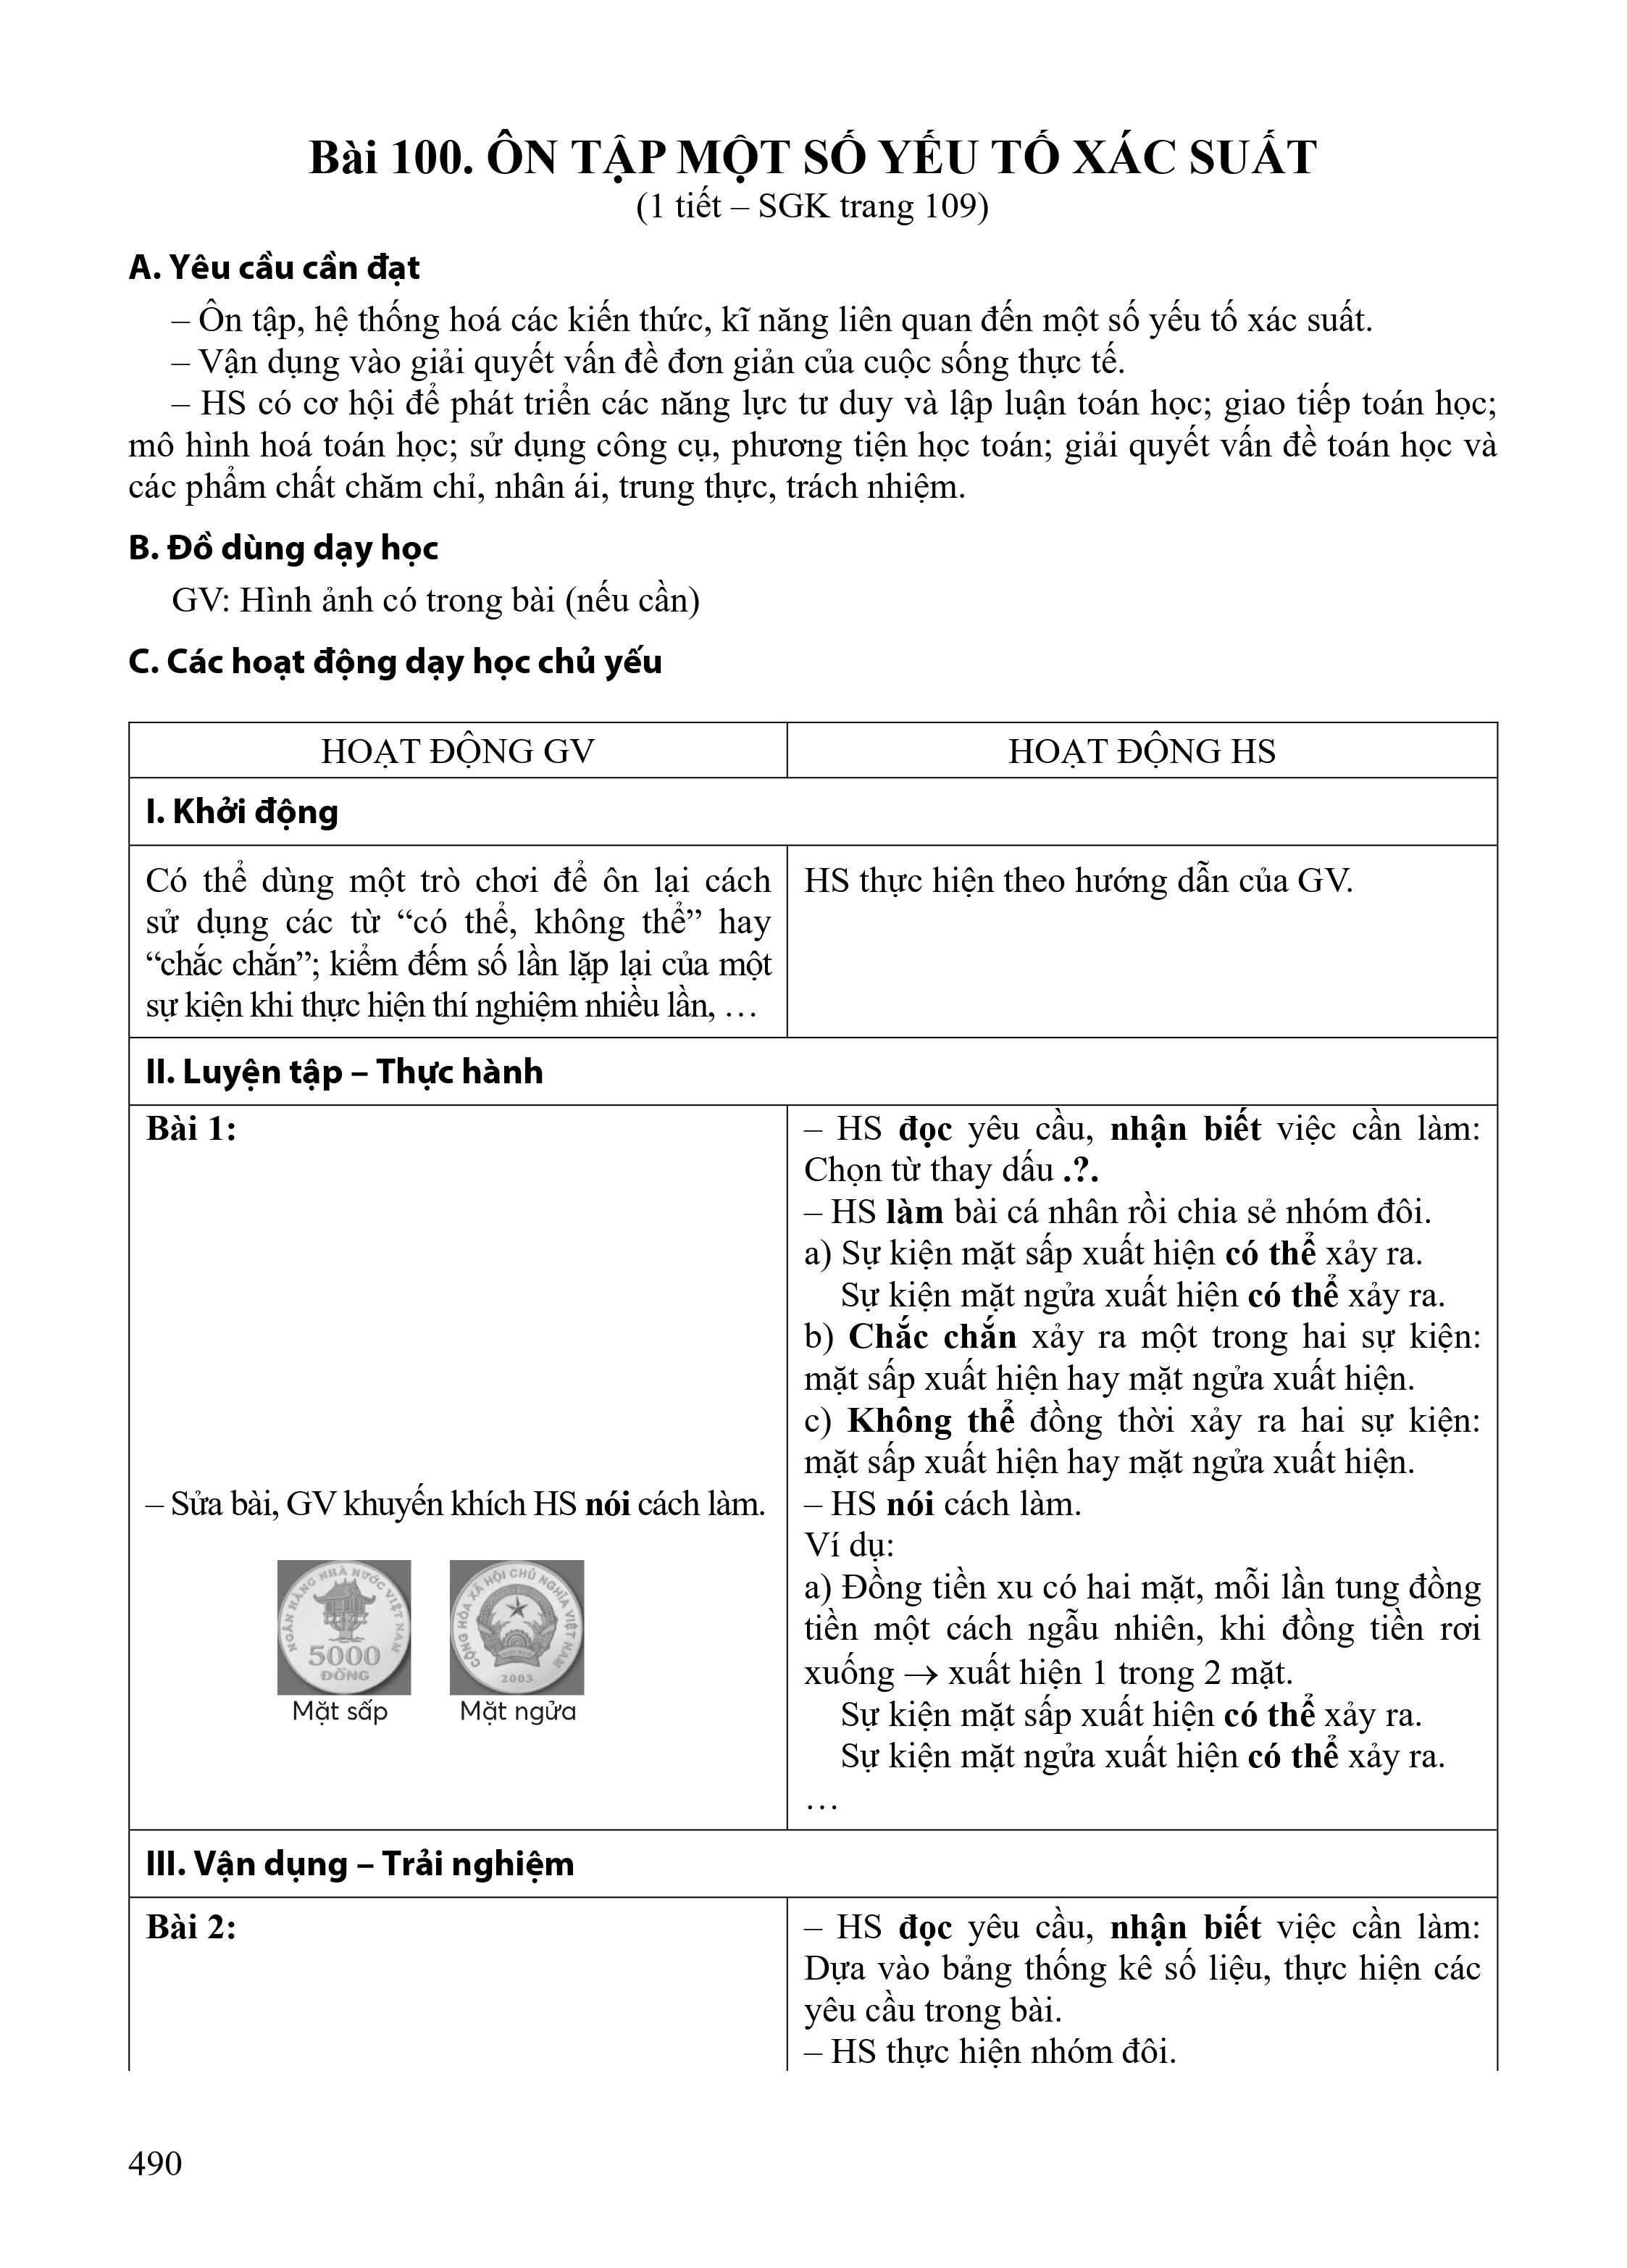 Bài 100. ÔN TẬP MỘT SỐ YẾU TỐ XÁC SUẤT
(1 tiết – SGK trang 109)
A. Yêu cầu cần đạt
– Ôn tập, hệ thống hoá các kiến thức, kĩ năng liên quan đến một số yếu tố xác suất.
– Vận dụng vào giải quyết vấn đề đơn giản của cuộc sống thực tế.
– HS có cơ hội để phát triển các năng lực tư duy và lập luận toán học; giao tiếp toán học;
mô hình hoá toán học; sử dụng công cụ, phương tiện học toán; giải quyết vấn đề toán học và
các phẩm chất chăm chỉ, nhân ái, trung thực, trách nhiệm.
B. Đồ dùng dạy học
GV: Hình ảnh có trong bài (nếu cần)
C. Các hoạt động dạy học chủ yếu
HOẠT ĐỘNG GV
HOẠT ĐỘNG HS
I. Khởi động
Có thể dùng một trò chơi để ôn lại cách
sử dụng các từ “có thể, không thể” hay
“chắc chắn”; kiểm đếm số lần lặp lại của một
sự kiện khi thực hiện thí nghiệm nhiều lần, …
HS thực hiện theo hướng dẫn của GV.
II. Luyện tập – Thực hành
Bài 1:
– Sửa bài, GV khuyến khích HS nói cách làm.
NGÂN HÀNG NHÀ NƯỚC VIỆT NAM
5000
ĐỒNG
CỘNG HÒA XÃ HỘI CHỦ NGHĨA VIỆT NAM
VIỆT NAM
2003
Mặt sấp
Mặt ngửa
– HS đọc yêu cầu, nhận biết việc cần làm:
Chọn từ thay dấu .?.
– HS làm bài cá nhân rồi chia sẻ nhóm đôi.
a) Sự kiện mặt sấp xuất hiện có thể xảy ra.
Sự kiện mặt ngửa xuất hiện có thể xảy ra.
b) Chắc chắn xảy ra một trong hai sự kiện:
mặt sấp xuất hiện hay mặt ngửa xuất hiện.
c) Không thể đồng thời xảy ra hai sự kiện:
mặt sấp xuất hiện hay mặt ngửa xuất hiện.
– HS nói cách làm.
Ví dụ:
a) Đồng tiền xu có hai mặt, mỗi lần tung đồng
tiền một cách ngẫu nhiên, khi đồng tiền rơi
xuống → xuất hiện 1 trong 2 mặt.
Sự kiện mặt sấp xuất hiện có thể xảy ra.
Sự kiện mặt ngửa xuất hiện có thể xảy ra.
…
III. Vận dụng – Trải nghiệm
Bài 2:
– HS đọc yêu cầu, nhận biết việc cần làm:
Dựa vào bảng thống kê số liệu, thực hiện các
yêu cầu trong bài.
– HS thực hiện nhóm đôi.
490